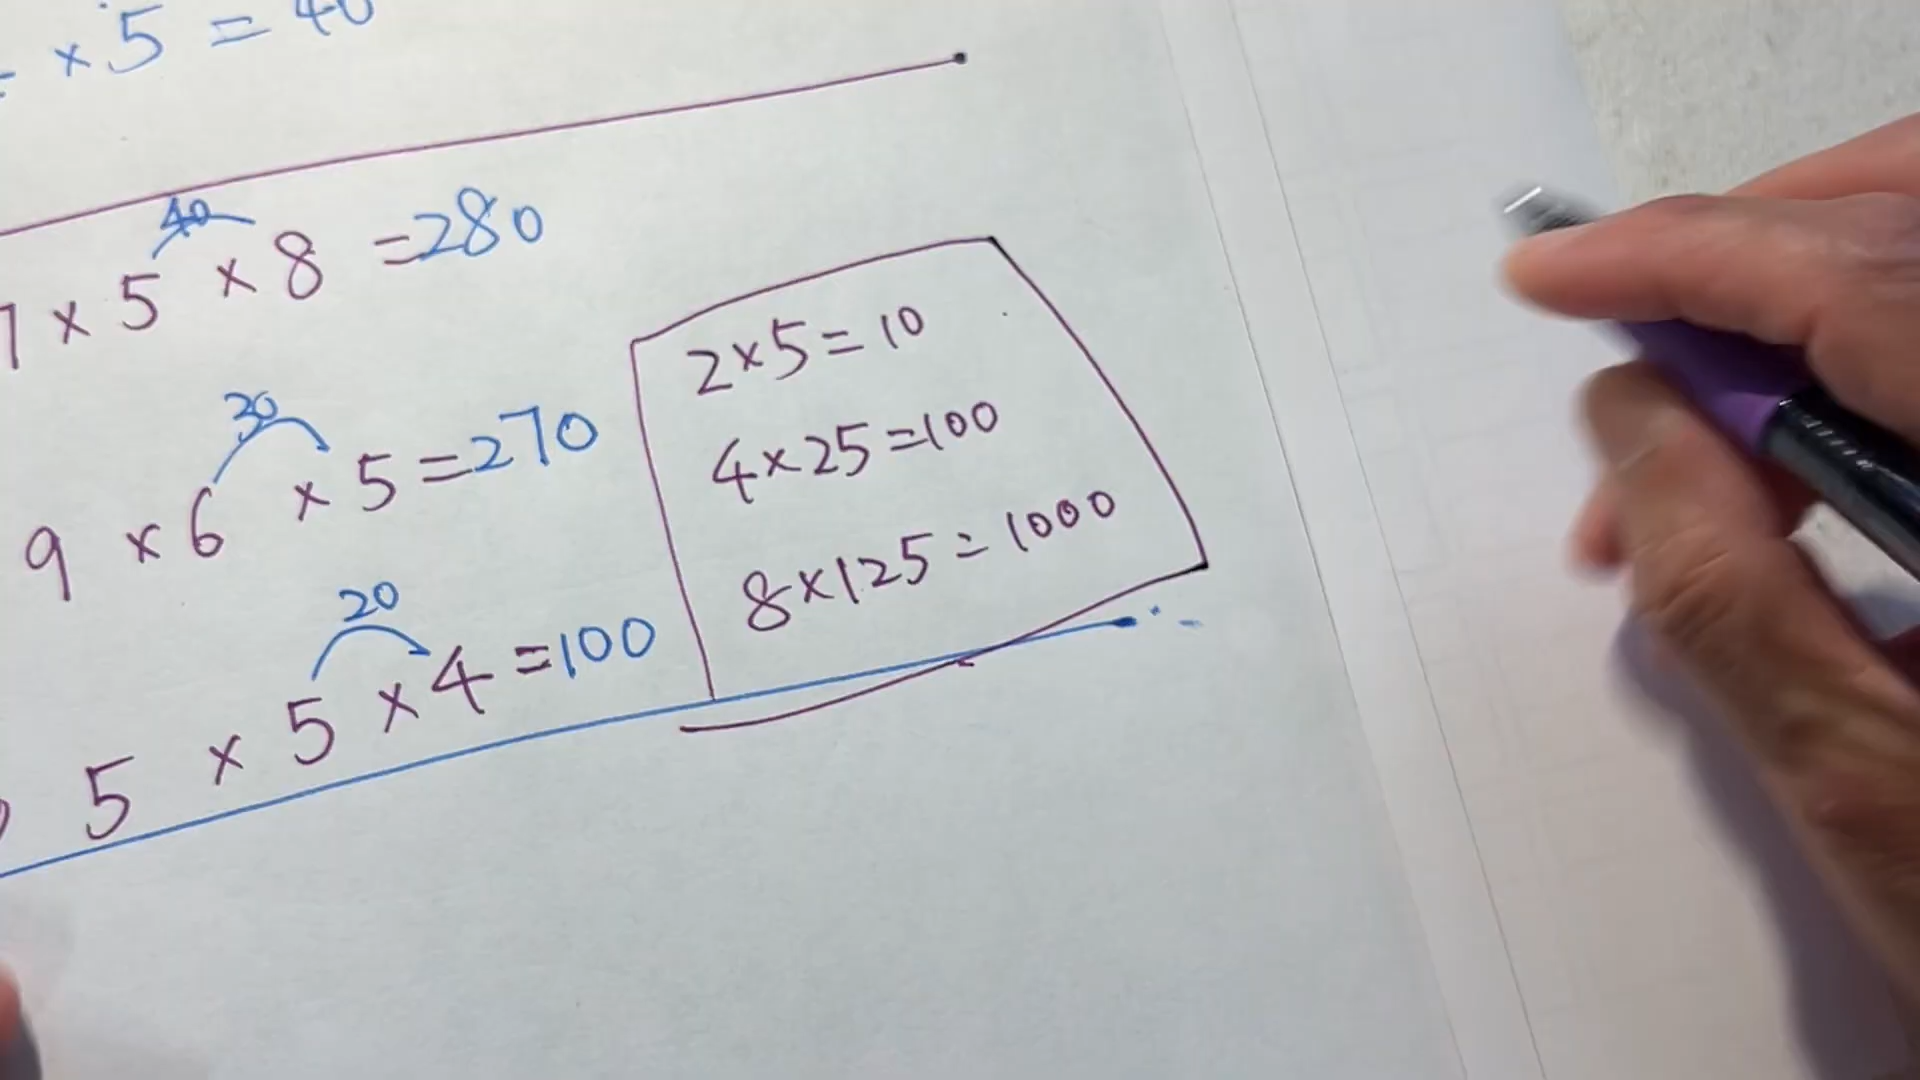 × 5 = 40
40
7 × 5 × 8 = 280
30
9 × 6 × 5 = 270
20
5 × 5 × 4 = 100
2×5=10
4×25=100
8×125=1000